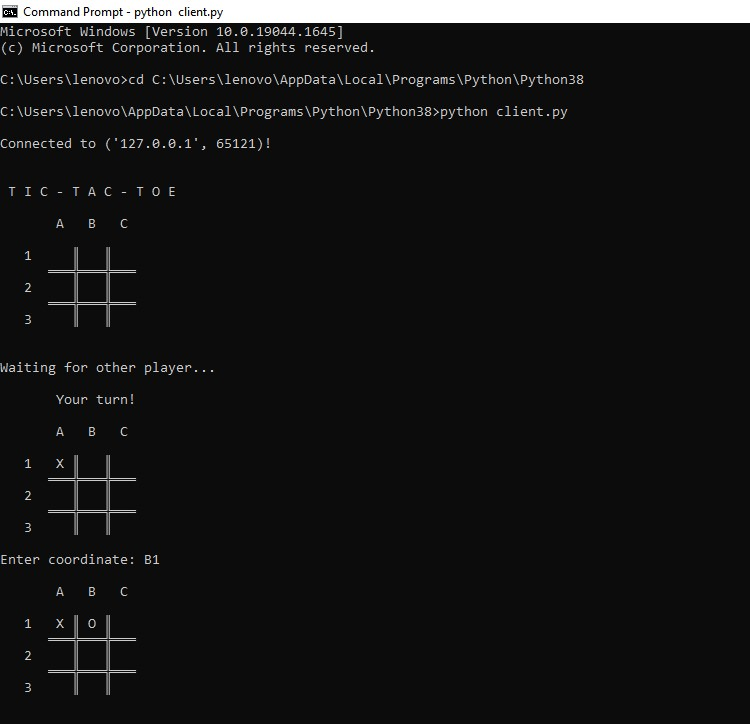 Command Prompt - python  client.py
Microsoft Windows [Version 10.0.19044.1645]
(c) Microsoft Corporation. All rights reserved.
C:\Users\lenovo>cd C:\Users\lenovo\AppData\Local\Programs\Python\Python38
C:\Users\lenovo\AppData\Local\Programs\Python\Python38>python client.py
Connected to ('127.0.0.1', 65121)!
T I C - T A C - T O E
A B C
1
2
3
Waiting for other player...
Your turn!
A B C
1 X
2
3
Enter coordinate: B1
A B C
1 X O
2
3